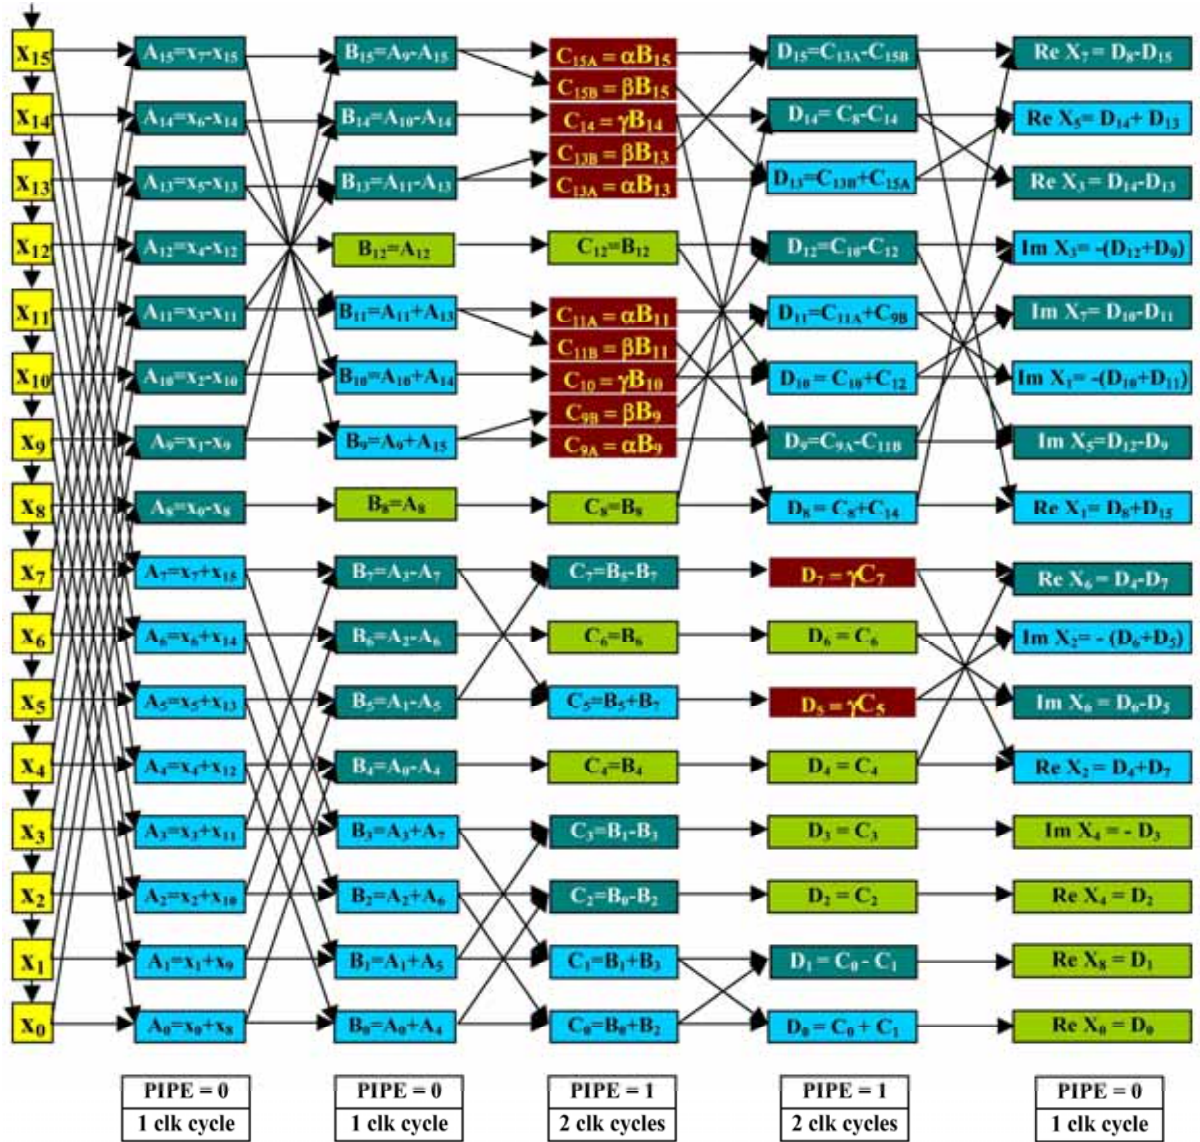 x₁₅ A₁₅=x₇-x₁₅ B₁₅=A₉-A₁₅ C₁₅A = αB₁₅ D₁₅=C₁₃A-C₁₅B Re X₇ = D₈-D₁₅
C₁₅B = βB₁₅
x₁₄ A₁₄=x₆-x₁₄ B₁₄=A₁₀-A₁₄ C₁₄ = γB₁₄ D₁₄= C₈-C₁₄ Re X₅= D₁₄+ D₁₃
C₁₃B = βB₁₃
x₁₃ A₁₃=x₅-x₁₃ B₁₃=A₁₁-A₁₃ C₁₃A = αB₁₃ D₁₃=C₁₃B+C₁₅A Re X₃= D₁₄-D₁₃
x₁₂ A₁₂=x₄-x₁₂ B₁₂=A₁₂ C₁₂=B₁₂ D₁₂=C₁₀-C₁₂ Im X₃= -(D₁₂+D₉)
x₁₁ A₁₁=x₃-x₁₁ B₁₁=A₁₁+A₁₃ C₁₁A = αB₁₁ D₁₁=C₁₁A+C₉B Im X₇= D₁₀-D₁₁
C₁₁B = βB₁₁
x₁₀ A₁₀=x₂-x₁₀ B₁₀=A₁₀+A₁₄ C₁₀ = γB₁₀ D₁₀ = C₁₀+C₁₂ Im X₁= -(D₁₀+D₁₁)
C₉B = βB₉
x₉ A₉=x₁-x₉ B₉=A₉+A₁₅ C₉A = αB₉ D₉=C₉A-C₁₁B Im X₅=D₁₂-D₉
x₈ A₈=x₀-x₈ B₈=A₈ C₈=B₈ D₈ = C₈+C₁₄ Re X₁= D₈+D₁₅
x₇ A₇=x₇+x₁₅ B₇=A₃-A₇ C₇=B₅-B₇ D₇ = γC₇ Re X₆ = D₄-D₇
x₆ A₆=x₆+x₁₄ B₆=A₂-A₆ C₆=B₆ D₆ = C₆ Im X₂= - (D₆+D₅)
x₅ A₅=x₅+x₁₃ B₅=A₁-A₅ C₅=B₅+B₇ D₅ = γC₅ Im X₆ = D₆-D₅
x₄ A₄=x₄+x₁₂ B₄=A₀-A₄ C₄=B₄ D₄ = C₄ Re X₂ = D₄+D₇
x₃ A₃=x₃+x₁₁ B₃=A₃+A₇ C₃=B₁-B₃ D₃ = C₃ Im X₄ = - D₃
x₂ A₂=x₂+x₁₀ B₂=A₂+A₆ C₂=B₀-B₂ D₂ = C₂ Re X₄ = D₂
x₁ A₁=x₁+x₉ B₁=A₁+A₅ C₁=B₁+B₃ D₁ = C₀ - C₁ Re X₈ = D₁
x₀ A₀=x₀+x₈ B₀=A₀+A₄ C₀=B₀+B₂ D₀ = C₀ + C₁ Re X₀ = D₀
PIPE = 0 PIPE = 0 PIPE = 1 PIPE = 1 PIPE = 0
1 clk cycle 1 clk cycle 2 clk cycles 2 clk cycles 1 clk cycle